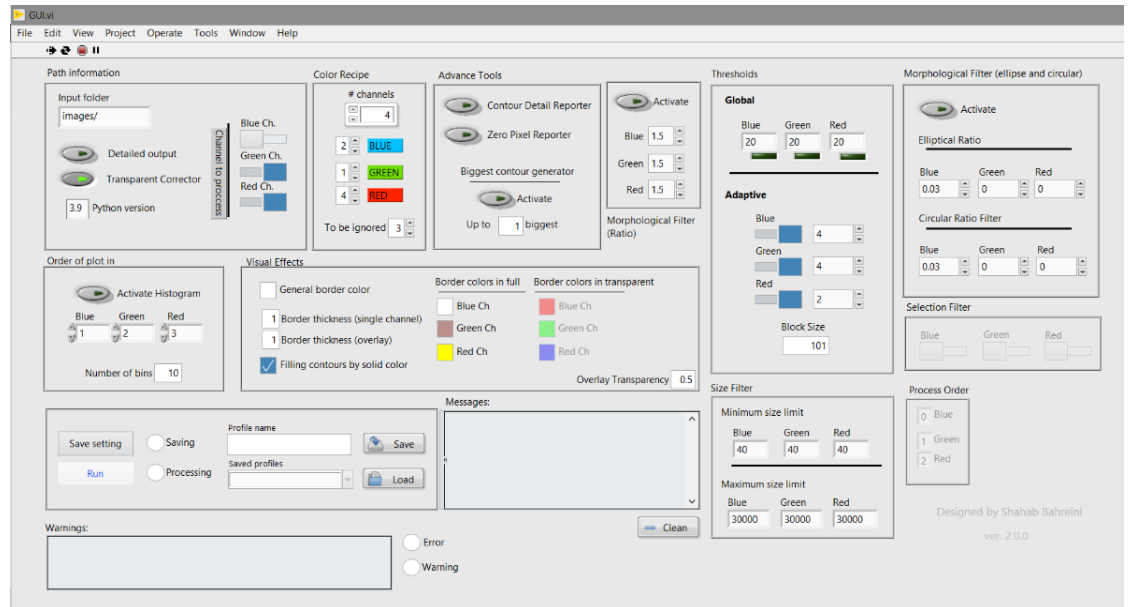 GUI.vi
File Edit View Project Operate Tools Window Help
Path information
Input folder
images/
Detailed output
Transparent Corrector
3.9 Python version
Channel to proccess
Blue Ch.
Green Ch.
Red Ch.
Color Recipe
# channels
4
2 BLUE
1 GREEN
4 RED
To be ignored 3
Advance Tools
Contour Detail Reporter
Zero Pixel Reporter
Biggest contour generator
Activate
Up to 1 biggest
Activate
Blue 1.5
Green 1.5
Red 1.5
Morphological Filter
(Ratio)
Thresholds
Global
Blue Green Red
20 20 20
Adaptive
Blue
4
Green
4
Red
2
Block Size
101
Morphological Filter (ellipse and circular)
Activate
Elliptical Ratio
Blue Green Red
0.03 0 0
Circular Ratio Filter
Blue Green Red
0.03 0 0
Order of plot in
Activate Histogram
Blue Green Red
1 2 3
Number of bins 10
Visual Effects
General border color
1 Border thickness (single channel)
1 Border thickness (overlay)
Filling contours by solid color
Border colors in full
Blue Ch
Green Ch
Red Ch
Border colors in transparent
Blue Ch
Green Ch
Red Ch
Overlay Transparency 0.5
Selection Filter
Blue Green Red
Size Filter
Minimum size limit
Blue Green Red
40 40 40
Maximum size limit
Blue Green Red
30000 30000 30000
Process Order
0 Blue
1 Green
2 Red
Save setting
Saving
Run
Processing
Profile name
Save
Saved profiles
Load
Messages:
Clean
Warnings:
Error
Warning
Designed by Shahab Bahreini
ver. 2.0.0